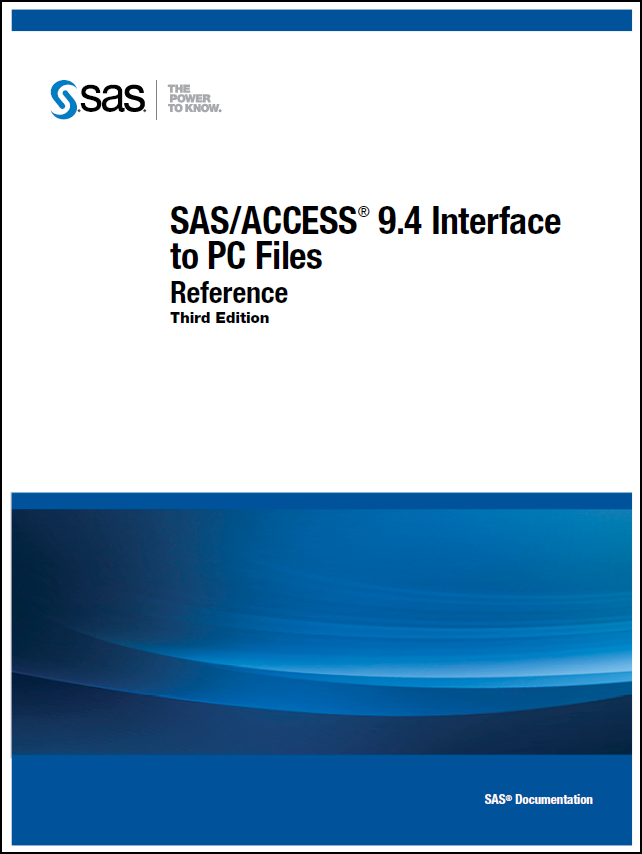 sas.
THE
POWER
TO KNOW.
SAS/ACCESS® 9.4 Interface
to PC Files
Reference
Third Edition
SAS® Documentation